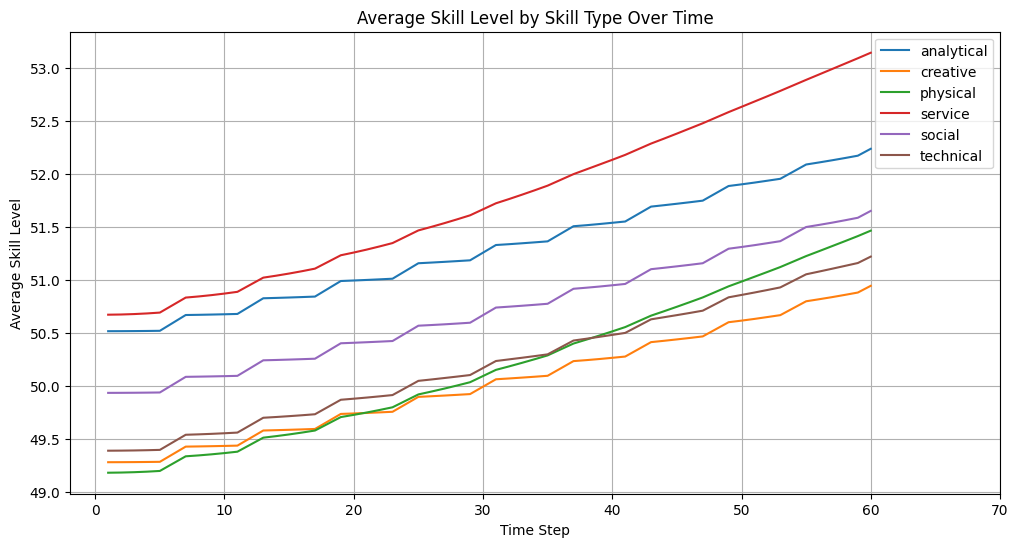 Average Skill Level by Skill Type Over Time
Average Skill Level
53.0
52.5
52.0
51.5
51.0
50.5
50.0
49.5
49.0
0 10 20 30 40 50 60 70
Time Step
analytical
creative
physical
service
social
technical